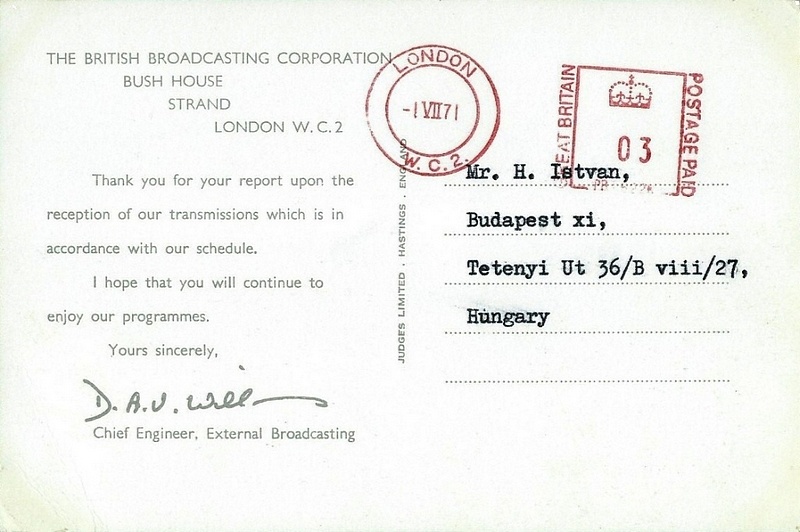 THE BRITISH BROADCASTING CORPORATION
BUSH HOUSE
STRAND
LONDON W.C.2
Thank you for your report upon the
reception of our transmissions which is in
accordance with our schedule.
I hope that you will continue to
enjoy our programmes.
Yours sincerely,
D.A.V. Will
Chief Engineer, External Broadcasting
JUDGES LIMITED . HASTINGS . ENGLAND
LONDON
-1 VII 71
W.C.2.
GREAT BRITAIN
03
POSTAGE PAID
Mr. H. Istvan,
Budapest xi,
Tetenyi Ut 36/B viii/27,
Hungary